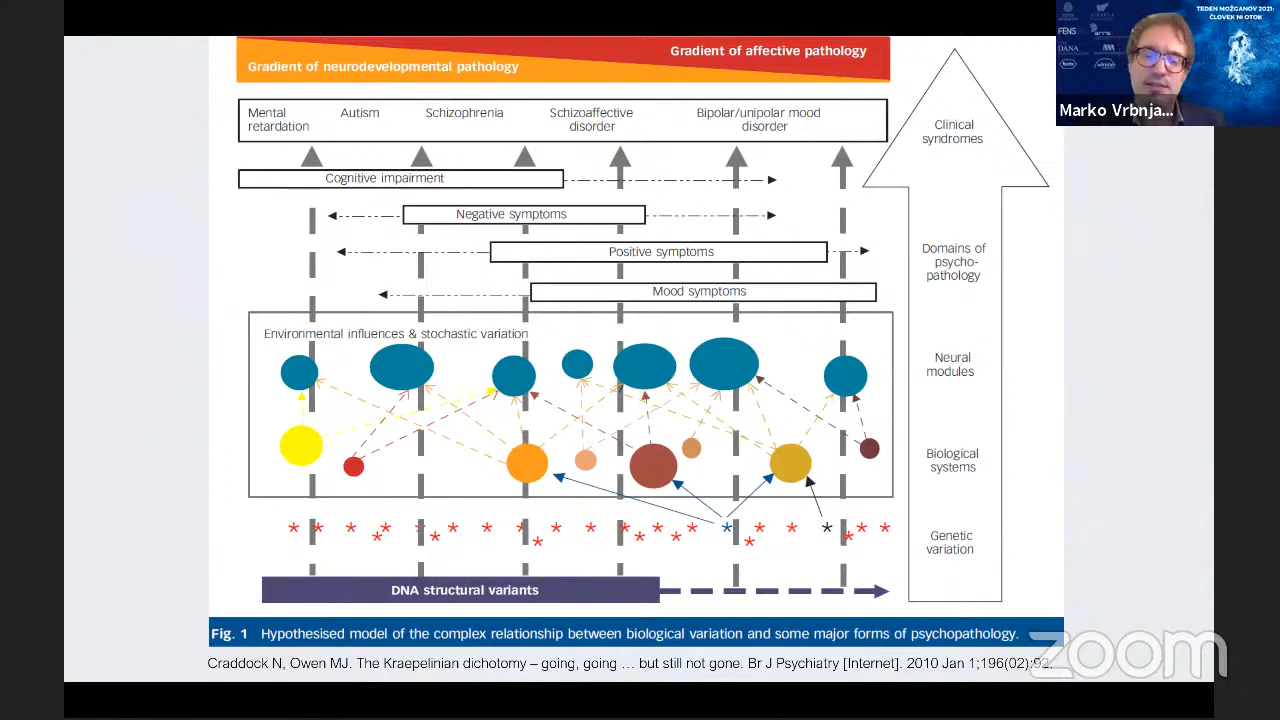 TEDEN MOŽGANOV 2021:
ČLOVEK NI OTOK
SINAPSA
FENS
DANA
Marko Vrbnja...
Gradient of affective pathology
Gradient of neurodevelopmental pathology
Mental
retardation
Autism
Schizophrenia
Schizoaffective
disorder
Bipolar/unipolar mood
disorder
Clinical
syndromes
Cognitive impairment
Negative symptoms
Positive symptoms
Mood symptoms
Domains of
psycho-
pathology
Environmental influences & stochastic variation
Neural
modules
Biological
systems
Genetic
variation
DNA structural variants
Fig. 1 Hypothesised model of the complex relationship between biological variation and some major forms of psychopathology.
Craddock N, Owen MJ. The Kraepelinian dichotomy – going, going … but still not gone. Br J Psychiatry [Internet]. 2010 Jan 1;196(02):92.
zoom